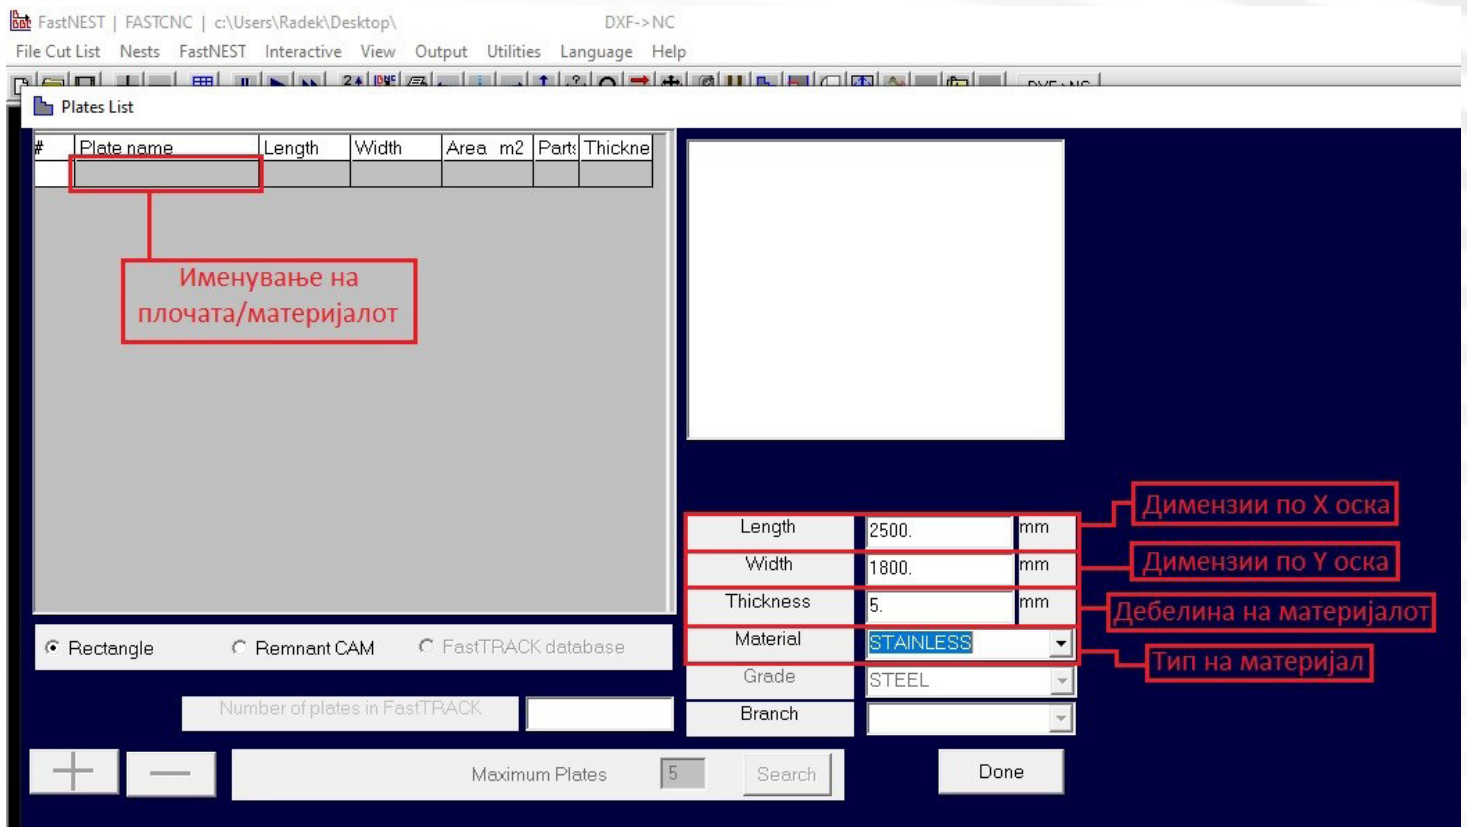 FastNEST | FASTCNC | c:\Users\Radek\Desktop\ DXF->NC
File Cut List Nests FastNEST Interactive View Output Utilities Language Help
Plates List
# Plate name Length Width Area m2 Parts Thickne
Именување на
плочата/материјалот
Length 2500. mm
Димензии по X оска
Width 1800. mm
Димензии по Y оска
Thickness 5. mm
Дебелина на материјалот
Rectangle Remnant CAM FastTRACK database
Material STAINLESS
Тип на материјал
Grade STEEL
Number of plates in FastTRACK
Branch
Maximum Plates 5 Search Done